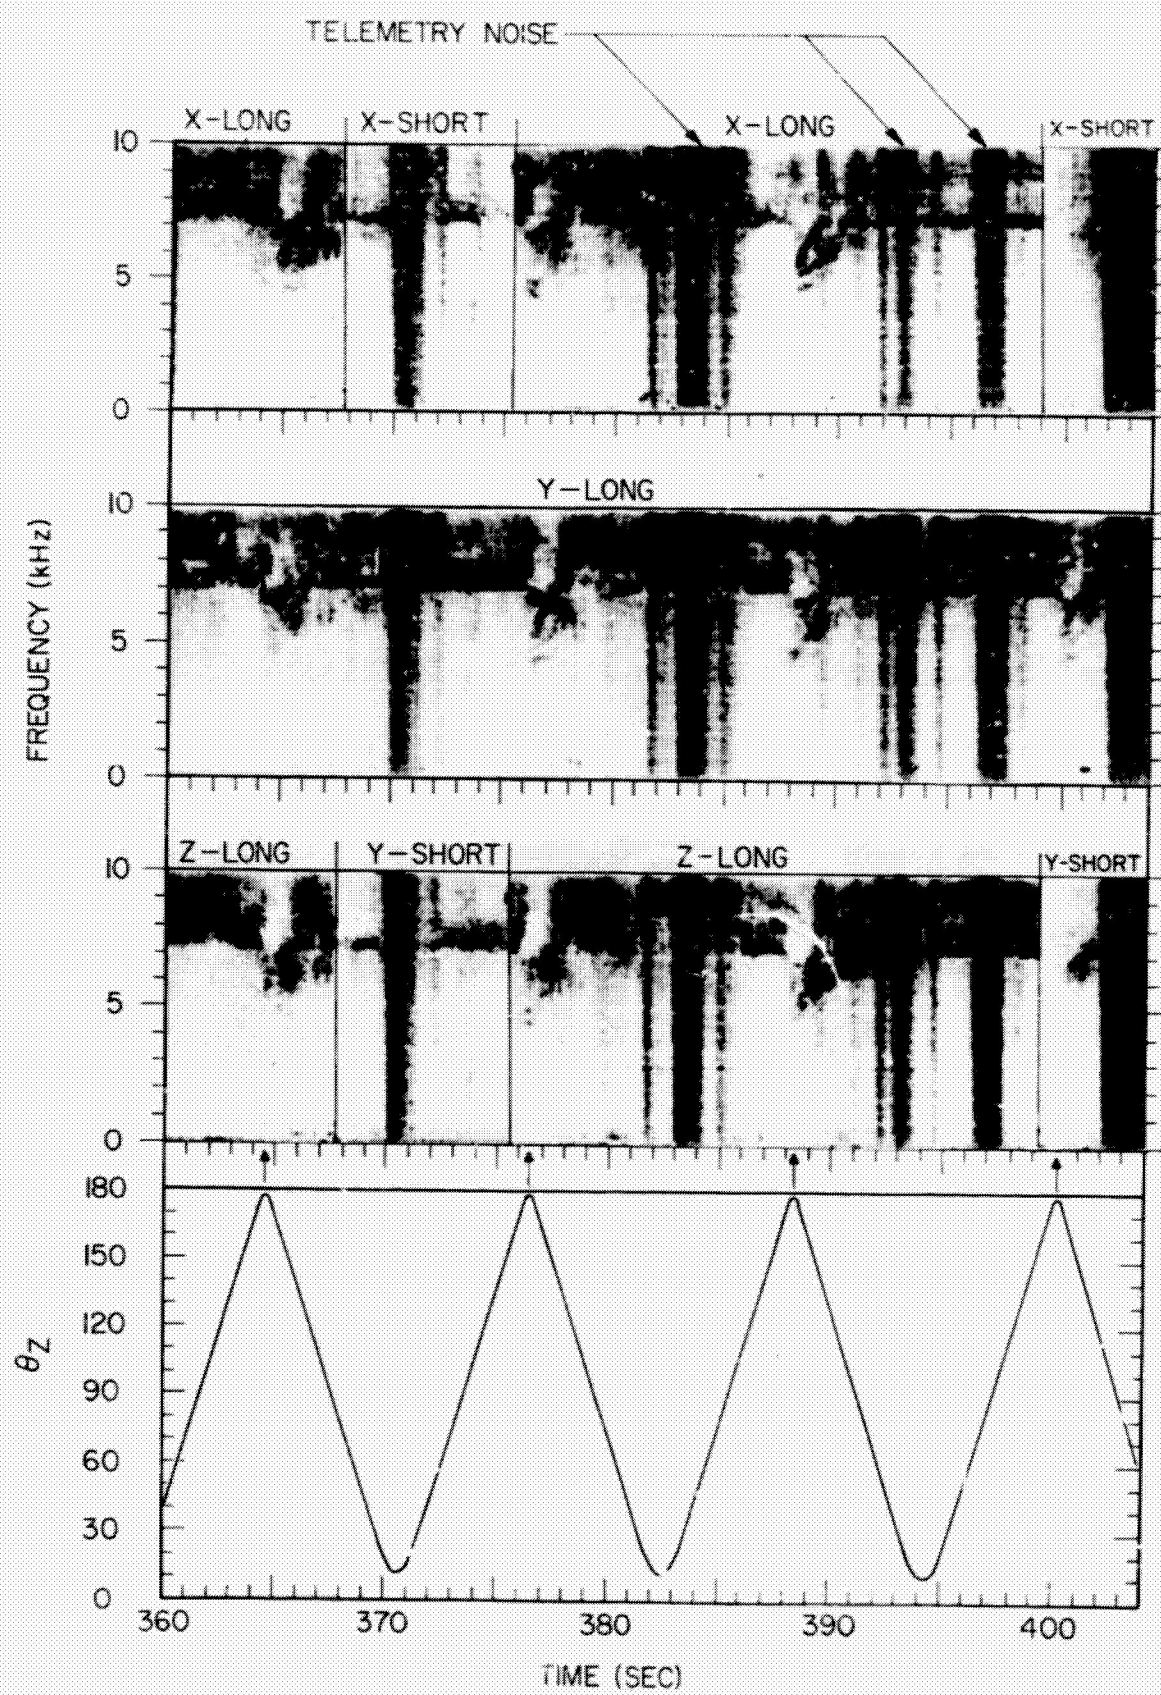 TELEMETRY NOISE
X-LONG X-SHORT X-LONG X-SHORT
10
5
0
Y-LONG
10
5
0
FREQUENCY (kHz)
Z-LONG Y-SHORT Z-LONG Y-SHORT
10
5
0
180
150
120
90
60
30
0
θZ
360 370 380 390 400
TIME (SEC)